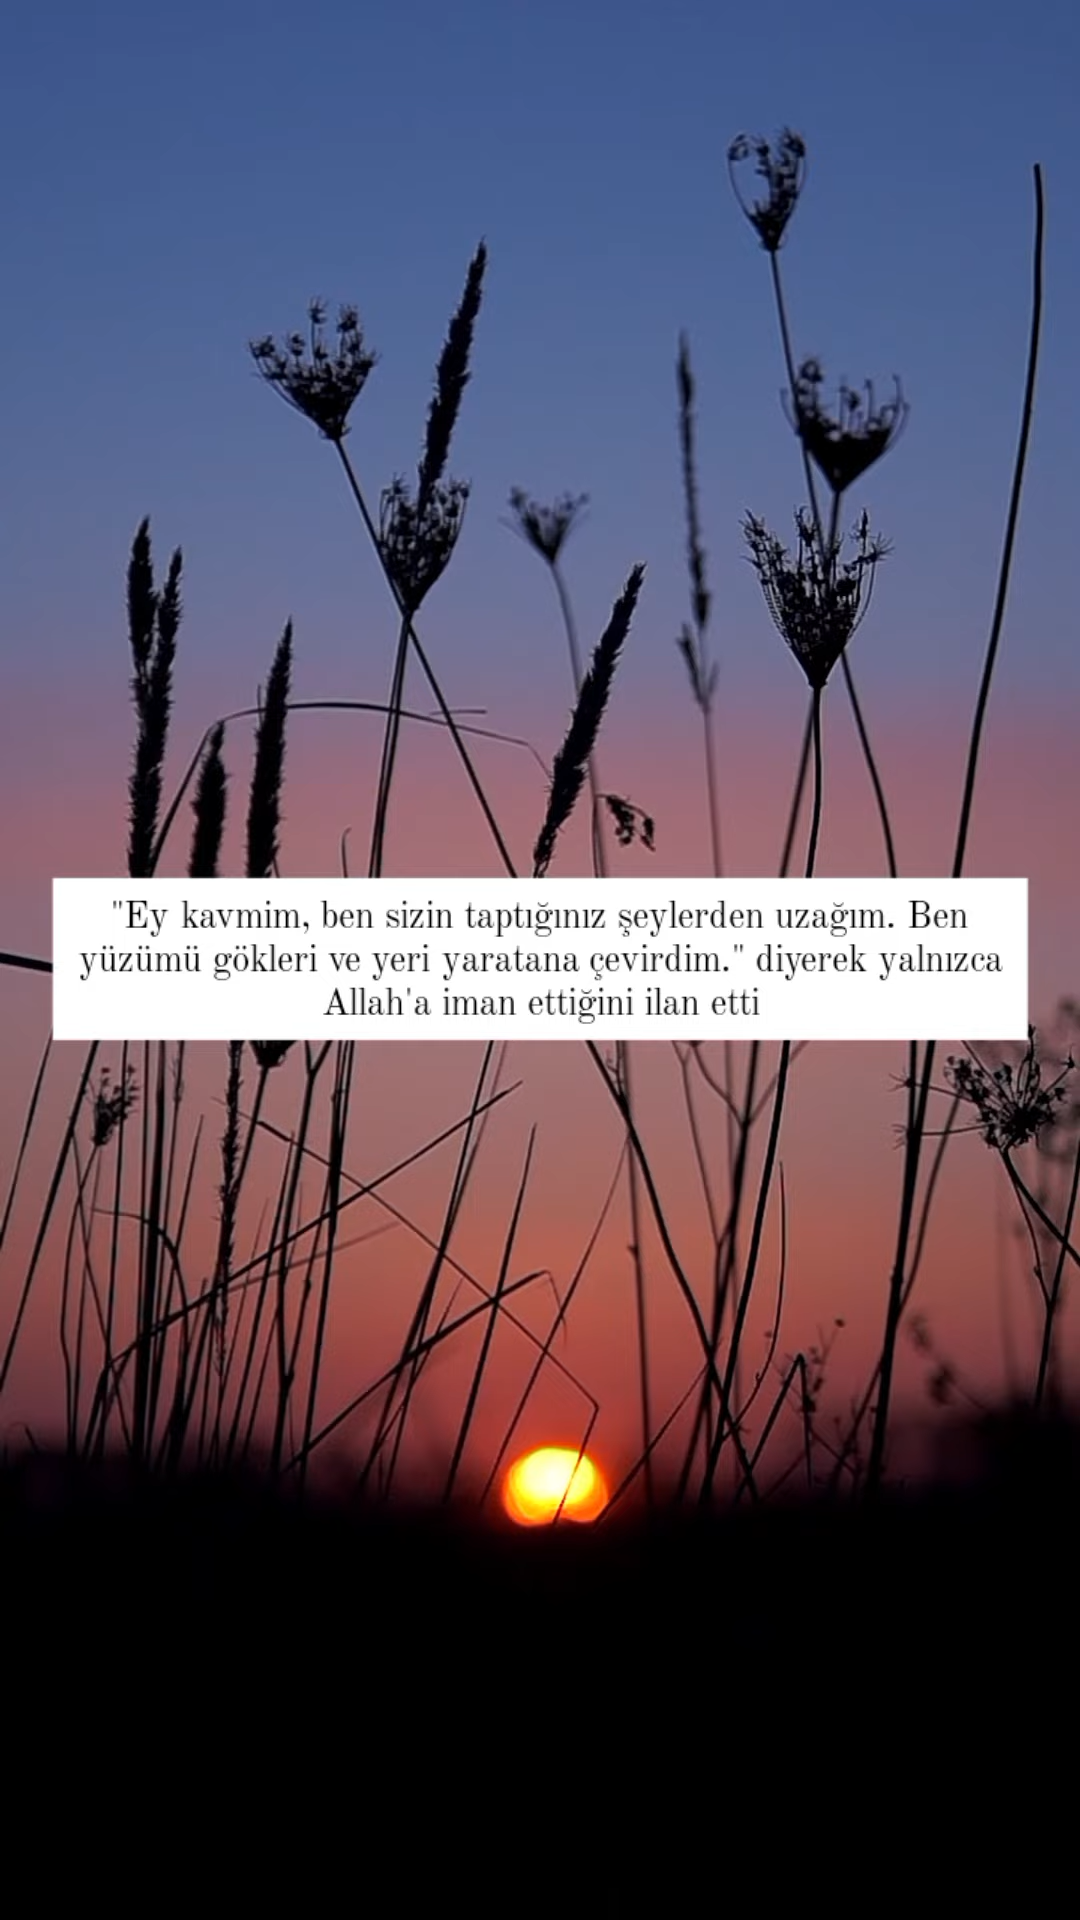 "Ey kavmim, ben sizin taptığınız şeylerden uzağım. Ben
yüzümü gökleri ve yeri yaratana çevirdim." diyerek yalnızca
Allah'a iman ettiğini ilan etti